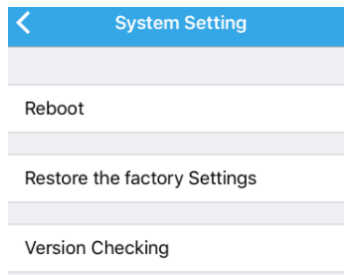 System Setting
Reboot
Restore the factory Settings
Version Checking